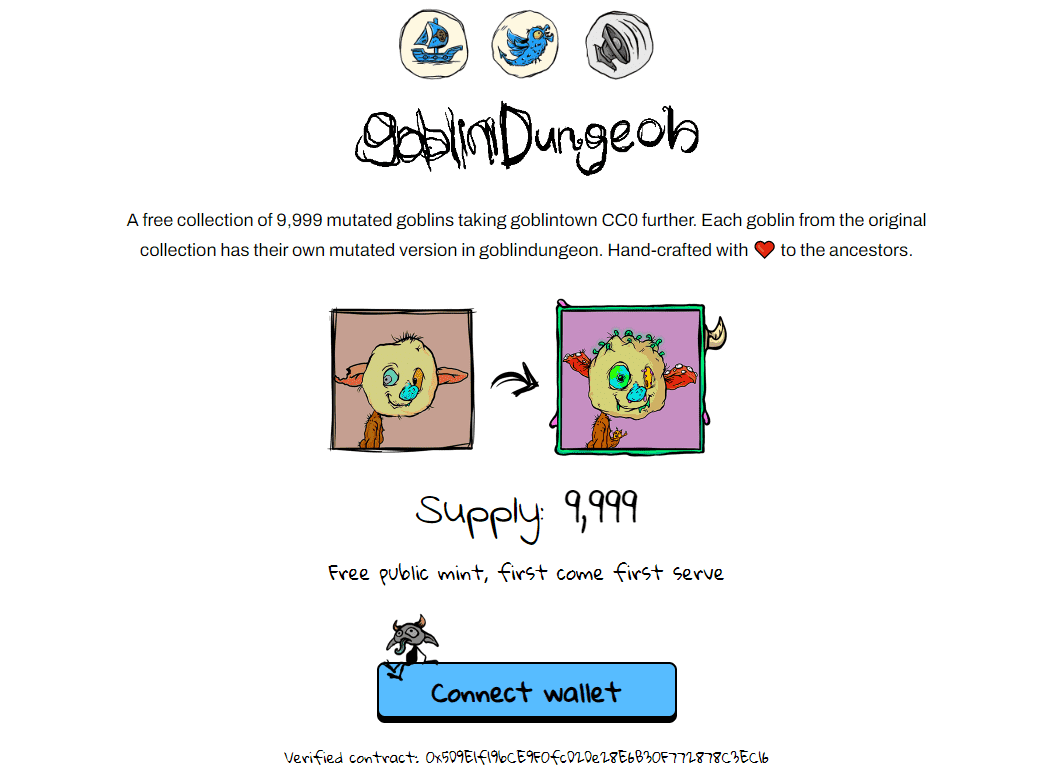 goblinDungeon
A free collection of 9,999 mutated goblins taking goblintown CC0 further. Each goblin from the original
collection has their own mutated version in goblindungeon. Hand-crafted with ❤️ to the ancestors.
Supply: 9,999
Free public mint, first come first serve
Connect wallet
Verified contract: 0x509E1f196CE9F0fcD20e28E6B30F772878C3EC16